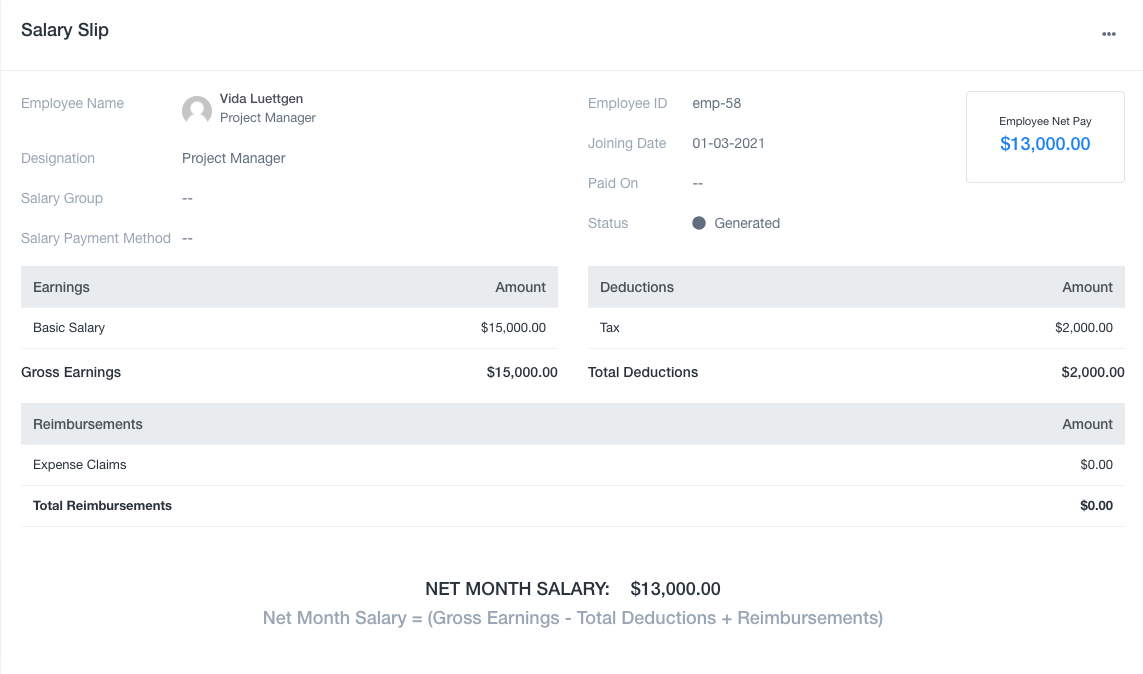 Salary Slip
Employee Name
Vida Luettgen
Project Manager
Designation Project Manager
Salary Group --
Salary Payment Method --
Employee ID emp-58
Joining Date 01-03-2021
Paid On --
Status Generated
Employee Net Pay
$13,000.00
Earnings Amount
Basic Salary $15,000.00
Gross Earnings $15,000.00
Deductions Amount
Tax $2,000.00
Total Deductions $2,000.00
Reimbursements Amount
Expense Claims $0.00
Total Reimbursements $0.00
NET MONTH SALARY: $13,000.00
Net Month Salary = (Gross Earnings - Total Deductions + Reimbursements)